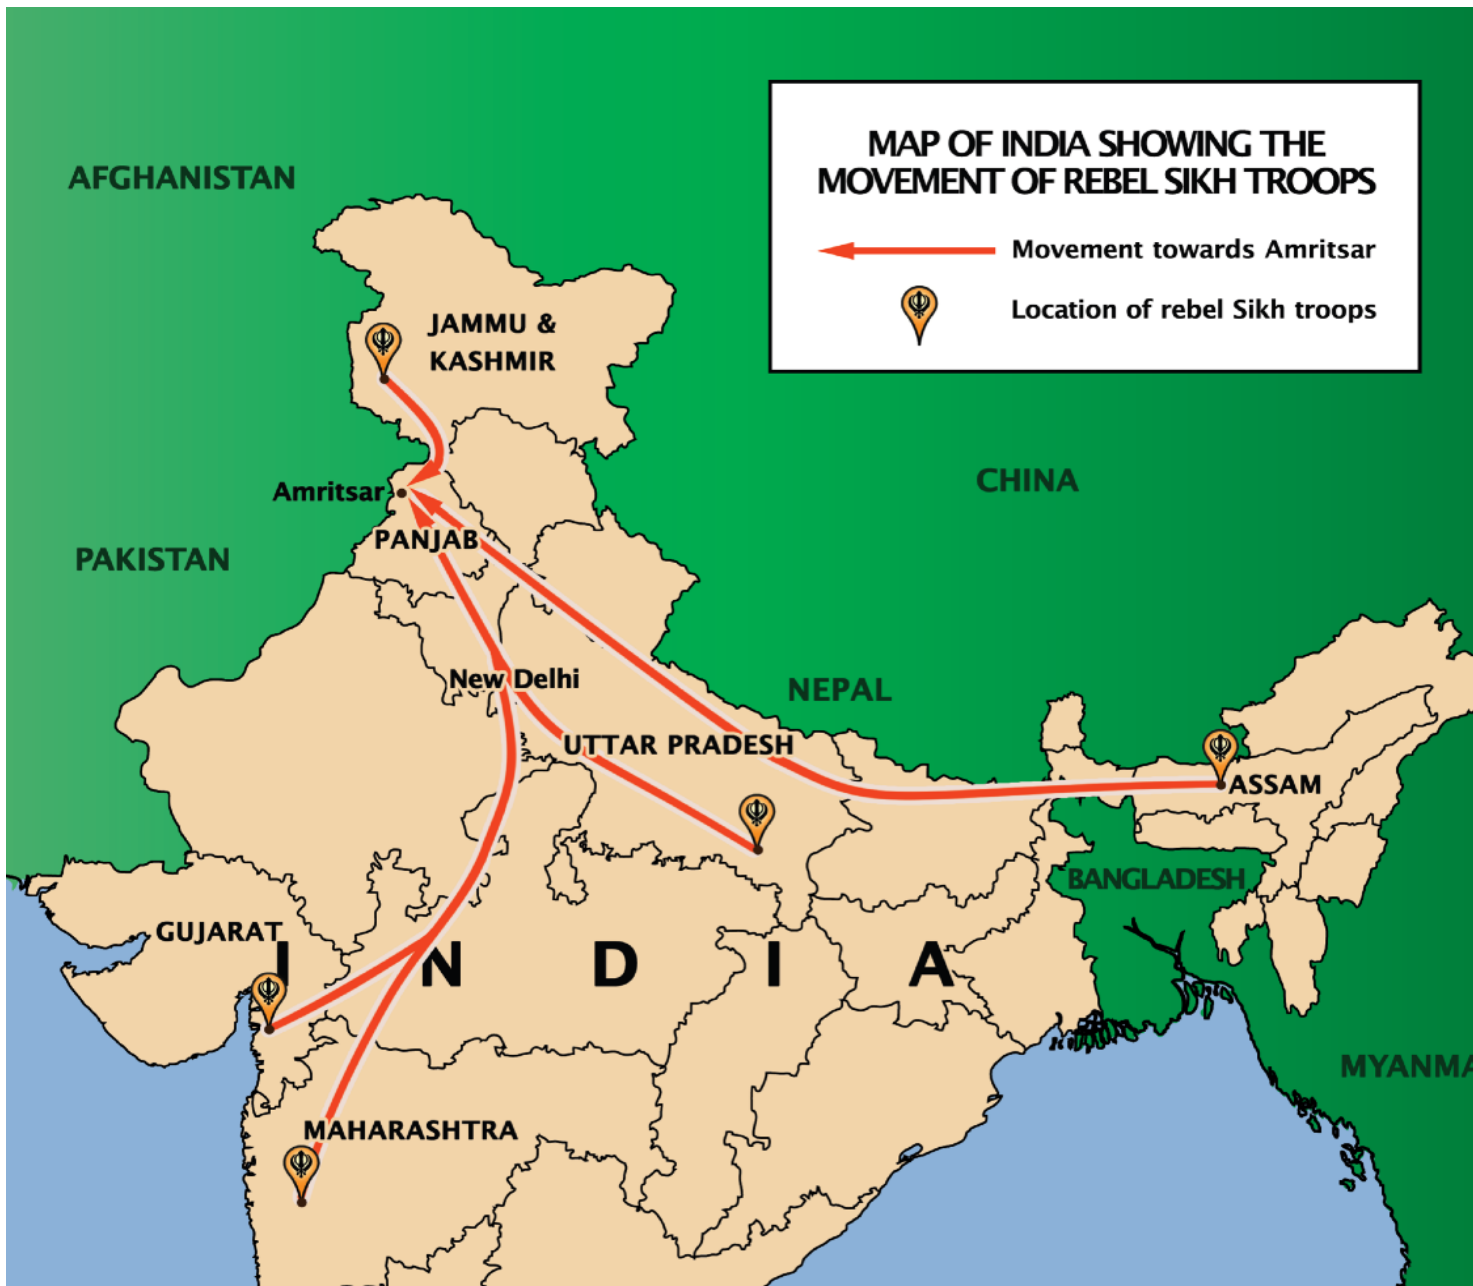 MAP OF INDIA SHOWING THE
MOVEMENT OF REBEL SIKH TROOPS
Movement towards Amritsar
Location of rebel Sikh troops
AFGHANISTAN
JAMMU &
KASHMIR
CHINA
Amritsar
PANJAB
PAKISTAN
New Delhi
NEPAL
UTTAR PRADESH
ASSAM
BANGLADESH
GUJARAT
I N D I A
MYANMA
MAHARASHTRA